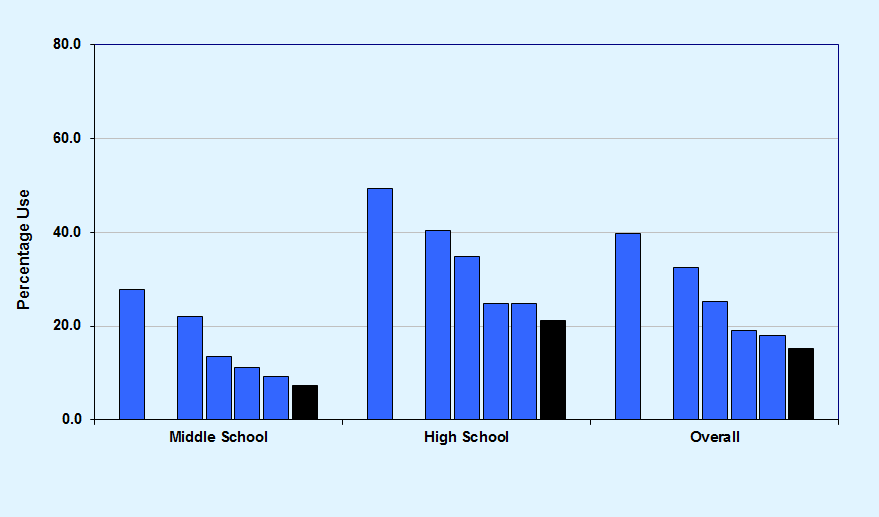 80.0
60.0
40.0
20.0
0.0
Percentage Use
Middle School
High School
Overall